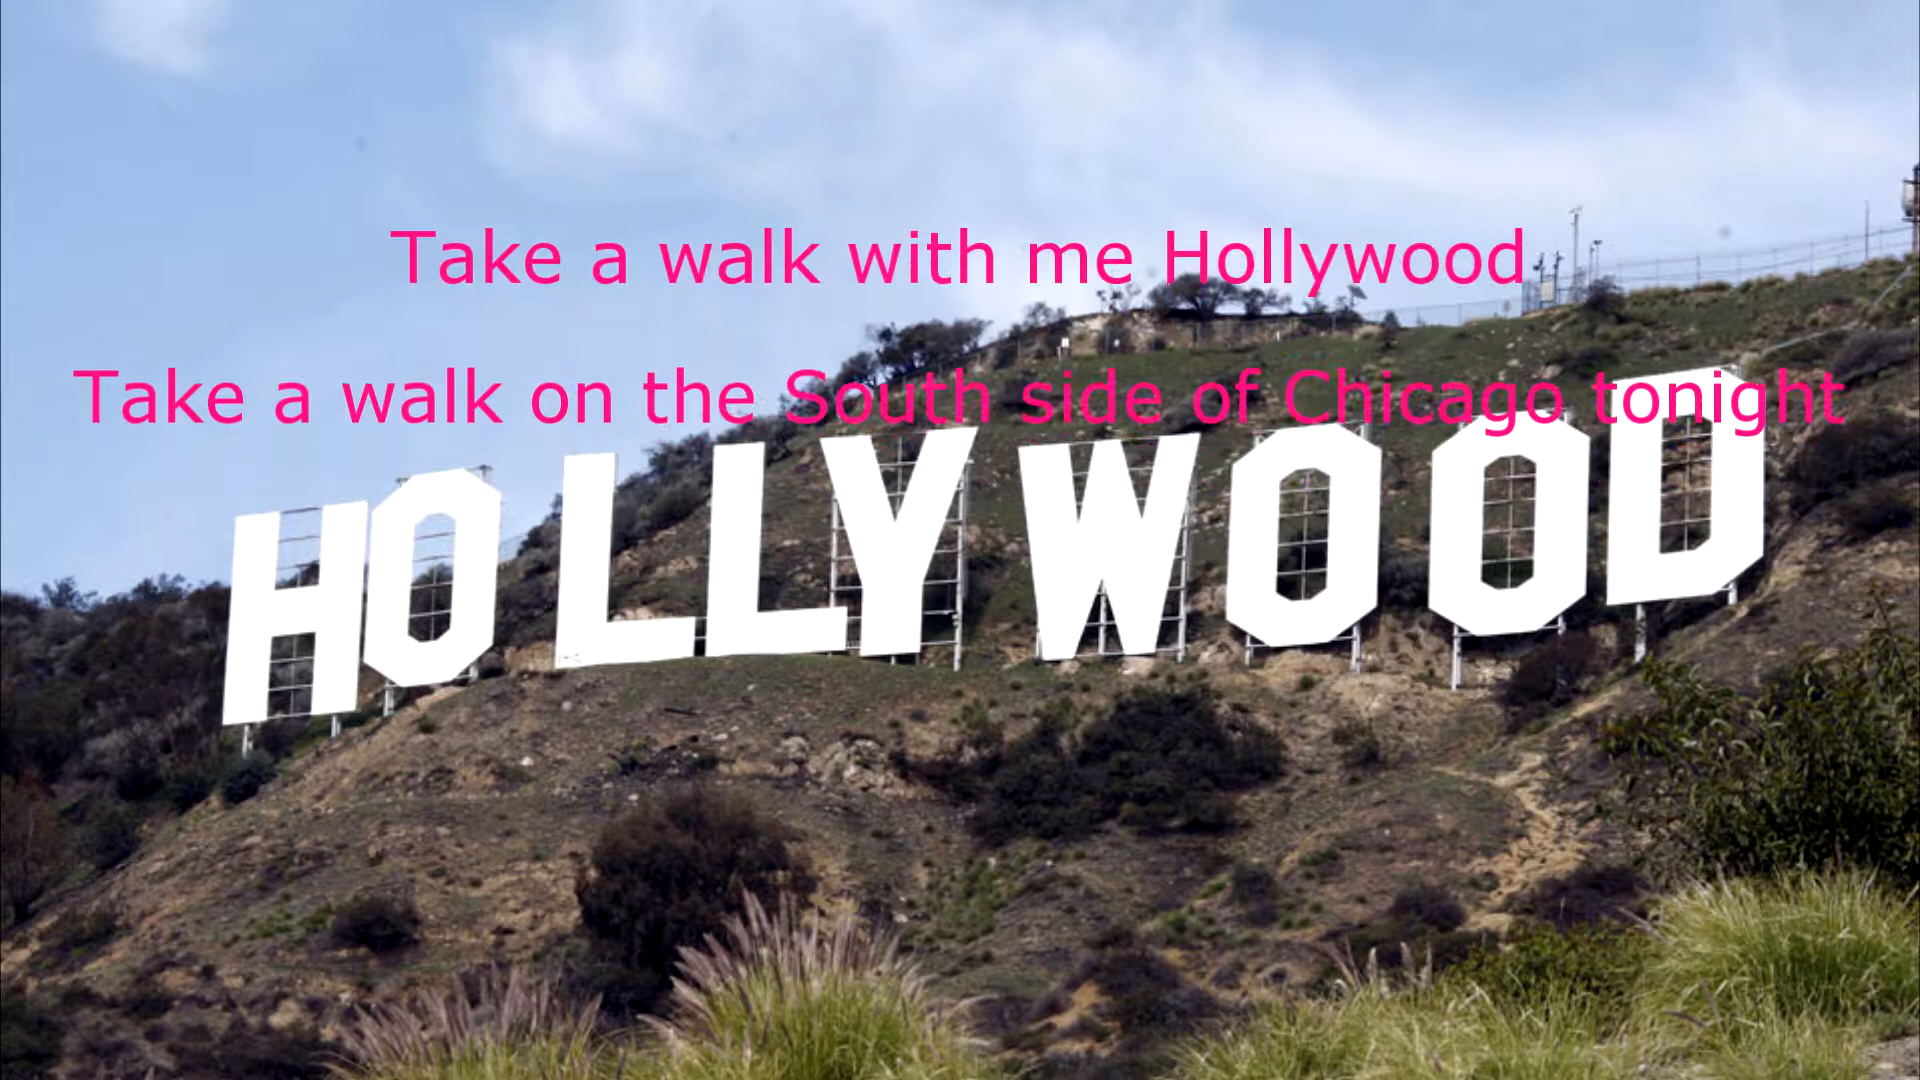 Take a walk with me Hollywood
Take a walk on the South side of Chicago tonight
HOLLYWOOD